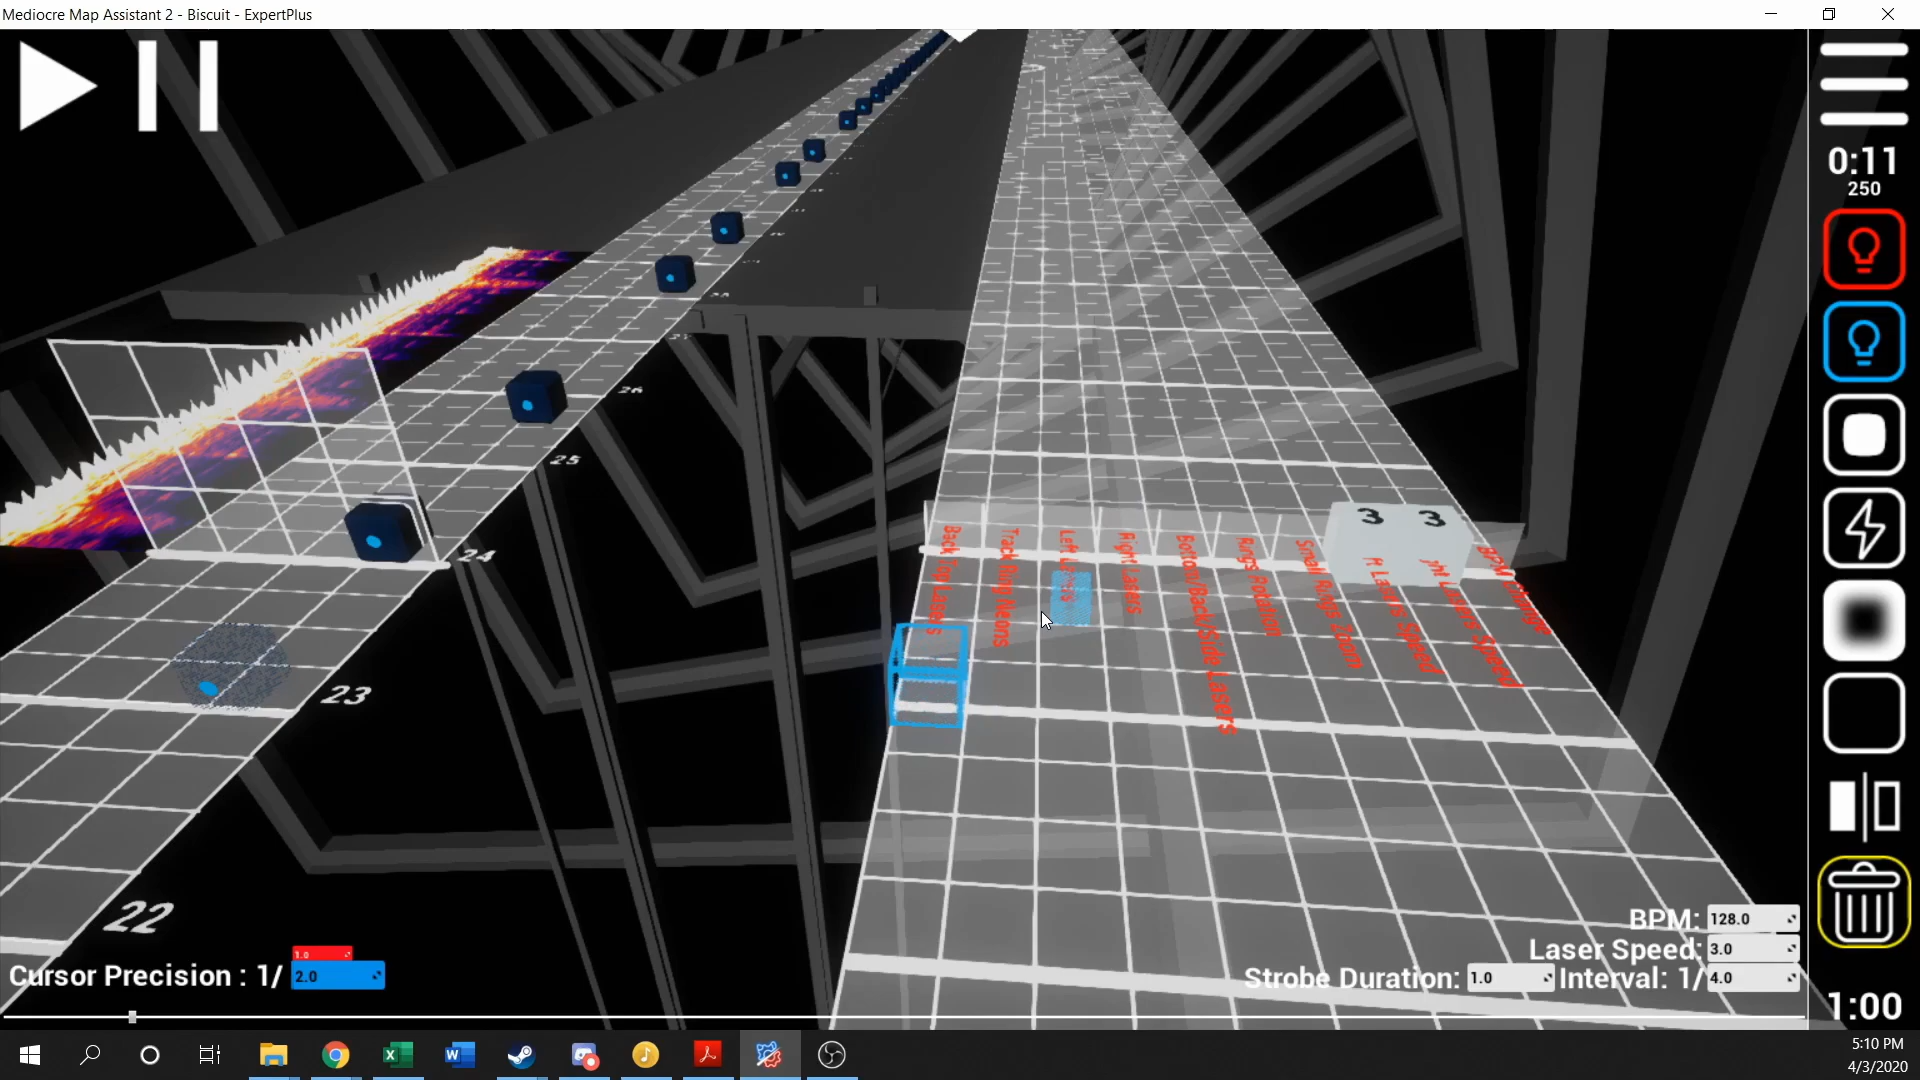 Mediocre Map Assistant 2 - Biscuit - ExpertPlus
0:11
250
26
25
24
23
22
3 3
Back Top Lasers
Track Ring Neons
Right Lasers
Bottom/Back/Side Lasers
Rings Rotation
Small Rings Zoom
Lasers Speed
ght Lasers Speed
BPM Change
BPM: 128.0
Laser Speed: 3.0
Strobe Duration: 1.0 Interval: 1/ 4.0
1.0
Cursor Precision : 1/ 2.0
1:00
5:10 PM
4/3/2020